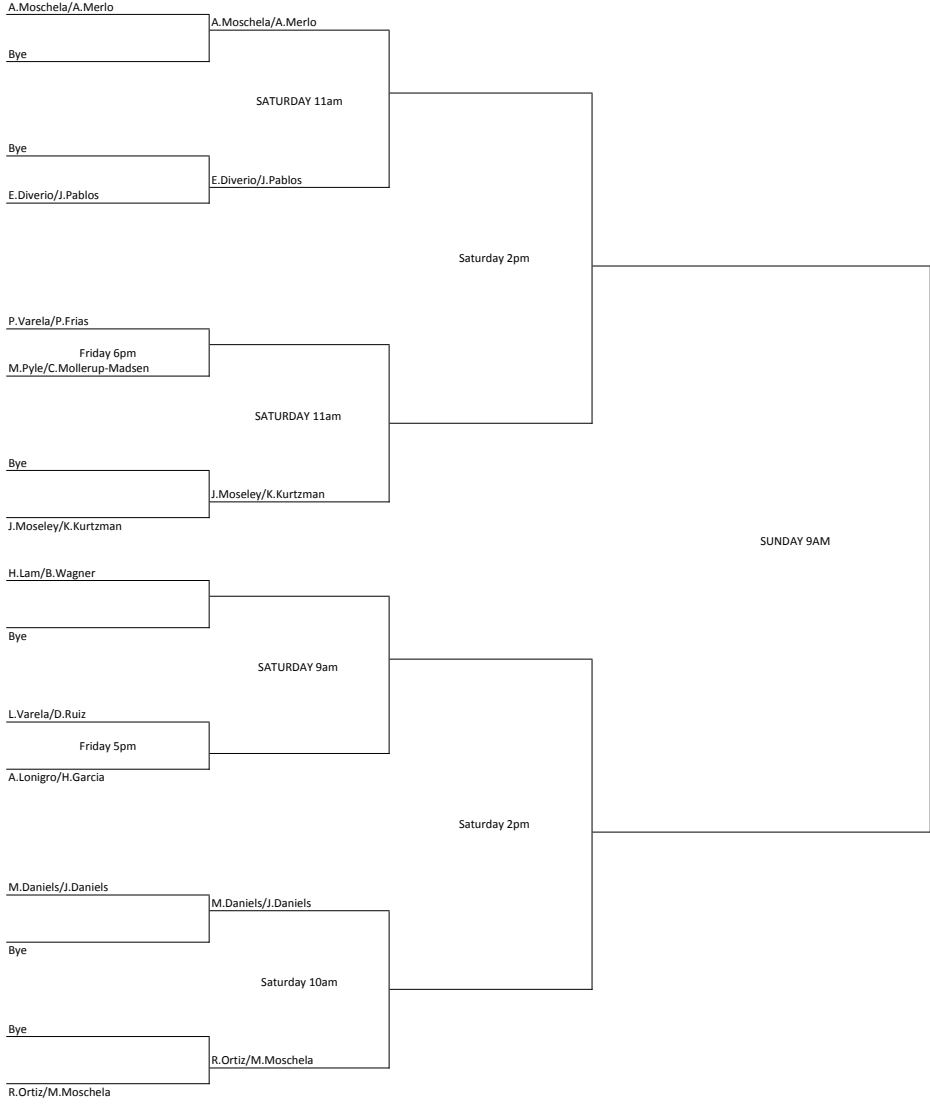 A.Moschela/A.Merlo
A.Moschela/A.Merlo
Bye
SATURDAY 11am
Bye
E.Diverio/J.Pablos
E.Diverio/J.Pablos
Saturday 2pm
P.Varela/P.Frias
Friday 6pm
M.Pyle/C.Mollerup-Madsen
SATURDAY 11am
Bye
J.Moseley/K.Kurtzman
J.Moseley/K.Kurtzman
SUNDAY 9AM
H.Lam/B.Wagner
Bye
SATURDAY 9am
L.Varela/D.Ruiz
Friday 5pm
A.Lonigro/H.Garcia
Saturday 2pm
M.Daniels/J.Daniels
M.Daniels/J.Daniels
Bye
Saturday 10am
Bye
R.Ortiz/M.Moschela
R.Ortiz/M.Moschela